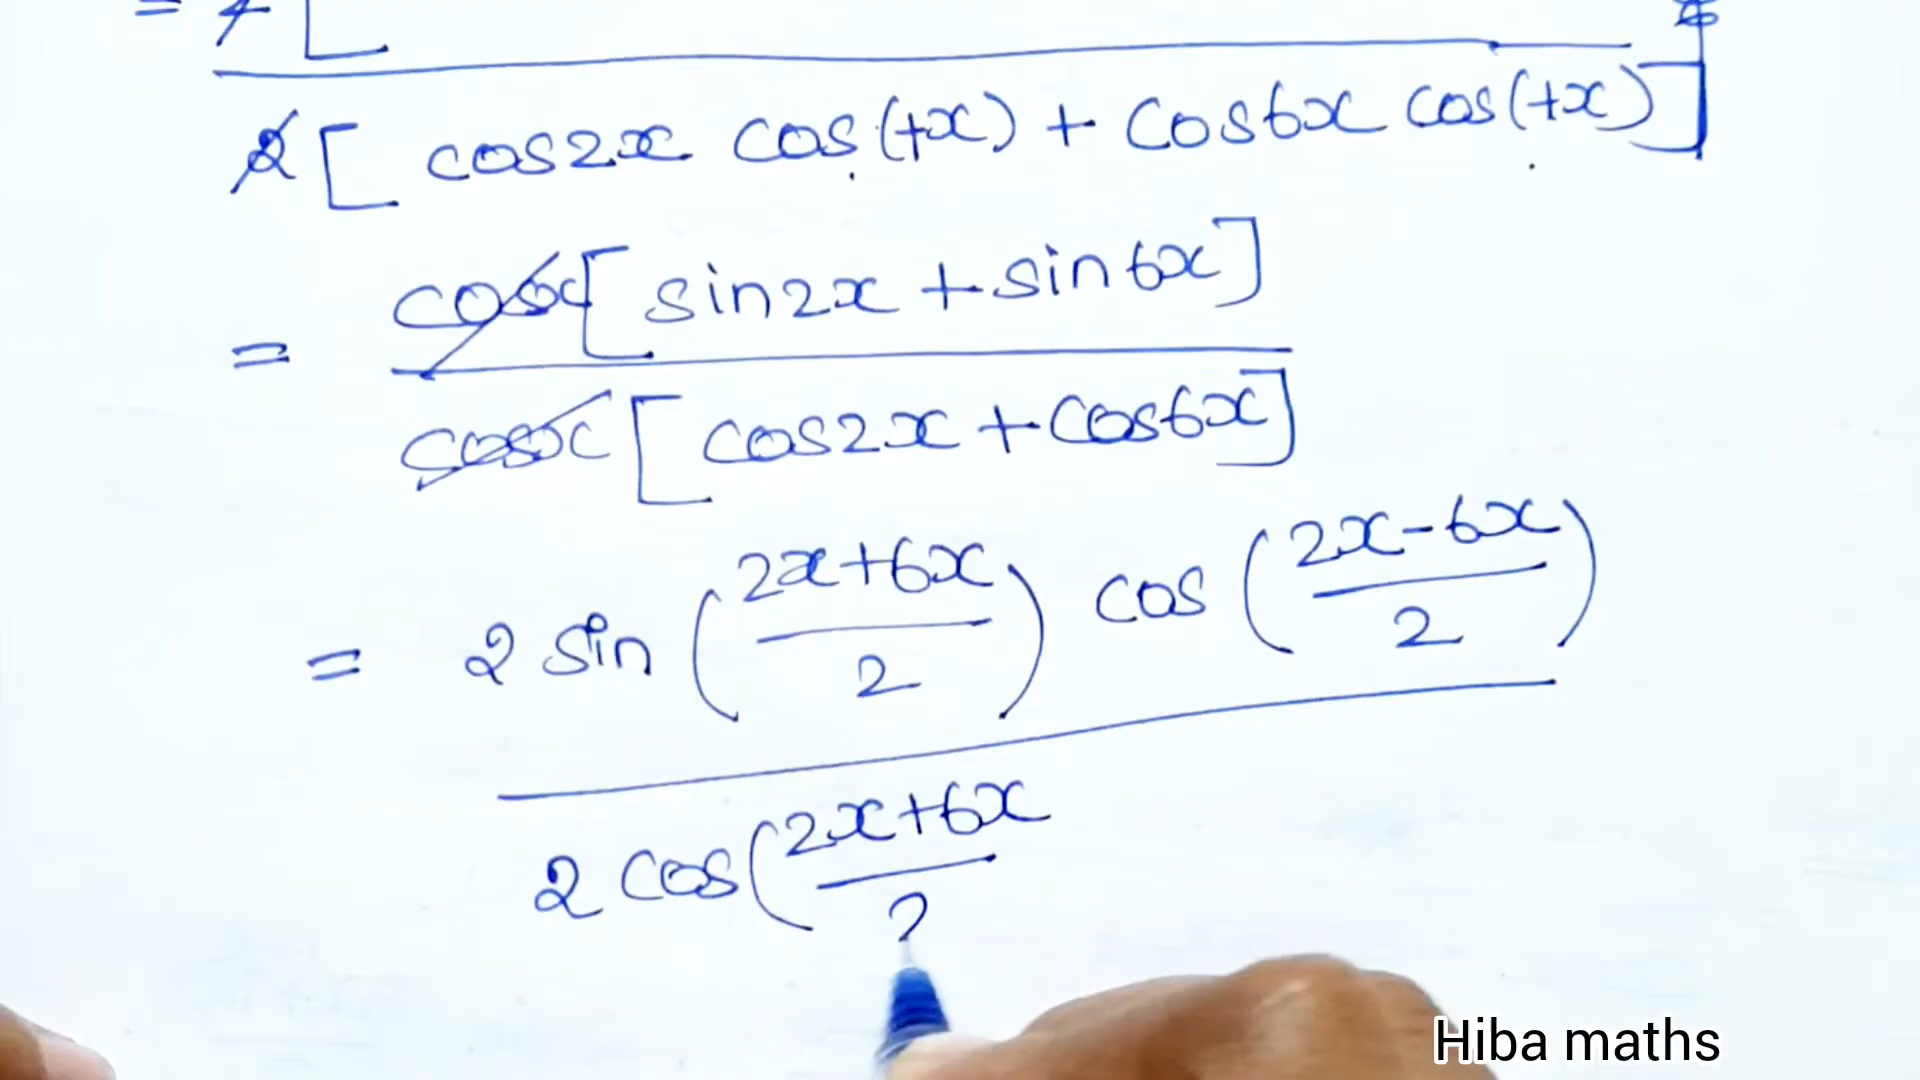 =
2[ cos2x cos(+x) + cos6x cos(+x) ]
= cosx[ sin2x + sin6x ]
cosx[ cos2x + cos6x ]
= 2 sin ( 2x+6x / 2 ) cos ( 2x-6x / 2 )
2 cos( 2x+6x / 2
Hiba maths